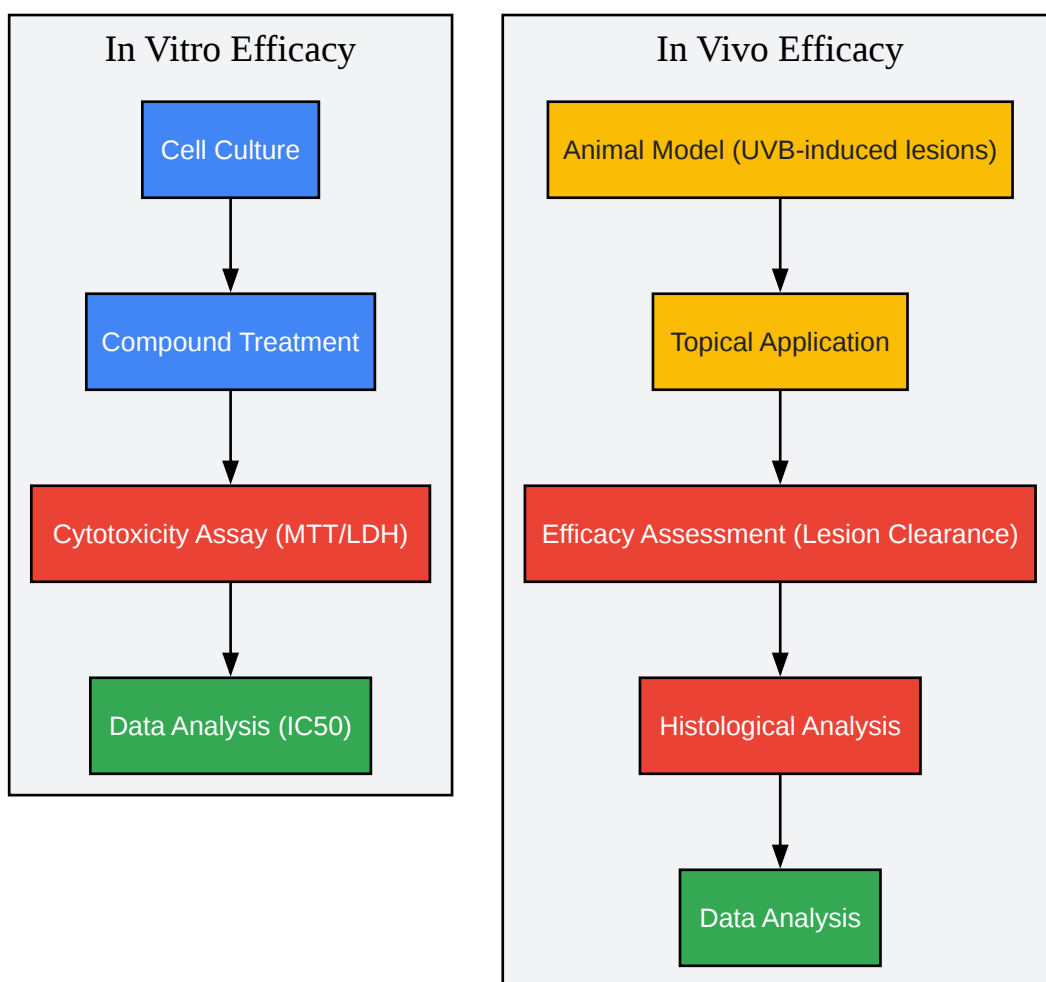 In Vitro Efficacy
Cell Culture
Compound Treatment
Cytotoxicity Assay (MTT/LDH)
Data Analysis (IC50)
In Vivo Efficacy
Animal Model (UVB-induced lesions)
Topical Application
Efficacy Assessment (Lesion Clearance)
Histological Analysis
Data Analysis